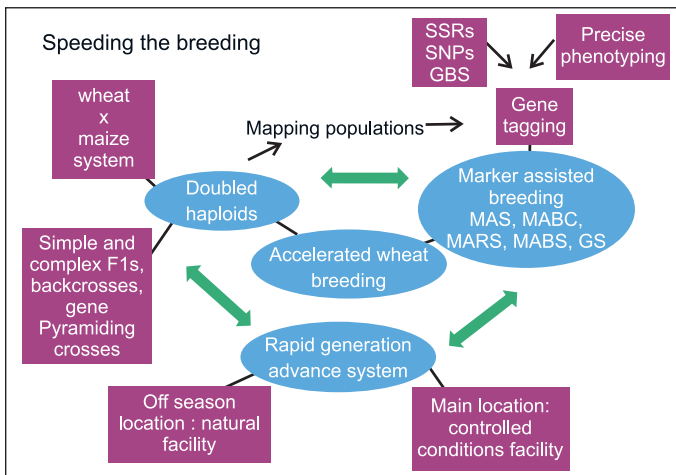 Speeding the breeding
SSRs
SNPs
GBS
Precise
phenotyping
wheat
x
maize
system
Mapping populations
Gene
tagging
Doubled
haploids
Marker assisted
breeding
MAS, MABC,
MARS, MABS, GS
Simple and
complex F1s,
backcrosses,
gene
Pyramiding
crosses
Accelerated wheat
breeding
Rapid generation
advance system
Off season
location : natural
facility
Main location:
controlled
conditions facility